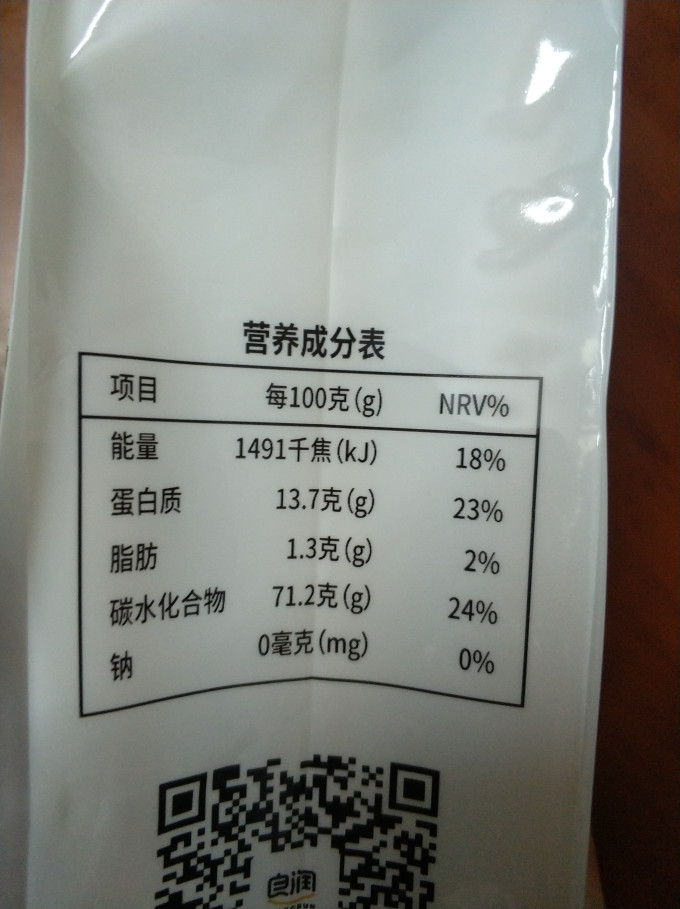 营养成分表
项目 每100克(g) NRV%
能量 1491千焦(kJ) 18%
蛋白质 13.7克(g) 23%
脂肪 1.3克(g) 2%
碳水化合物 71.2克(g) 24%
钠 0毫克(mg) 0%
良润